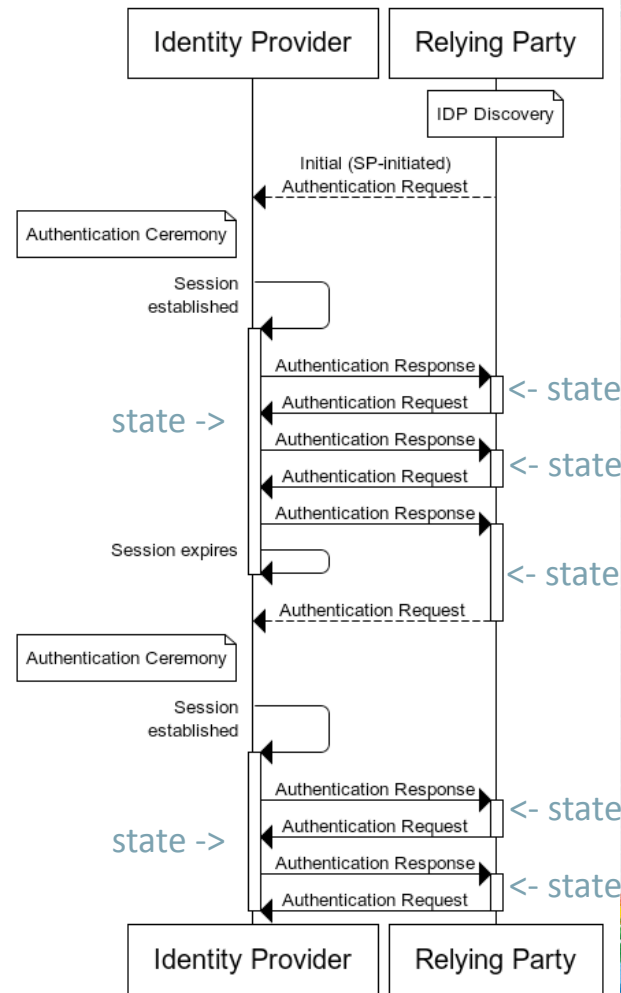 Identity Provider
Relying Party
IDP Discovery
Initial (SP-initiated)
Authentication Request
Authentication Ceremony
Session
established
Authentication Response
<- state
Authentication Request
state ->
Authentication Response
<- state
Authentication Request
Authentication Response
Session expires
<- state
Authentication Request
Authentication Ceremony
Session
established
Authentication Response
<- state
Authentication Request
state ->
Authentication Response
<- state
Authentication Request
Identity Provider
Relying Party